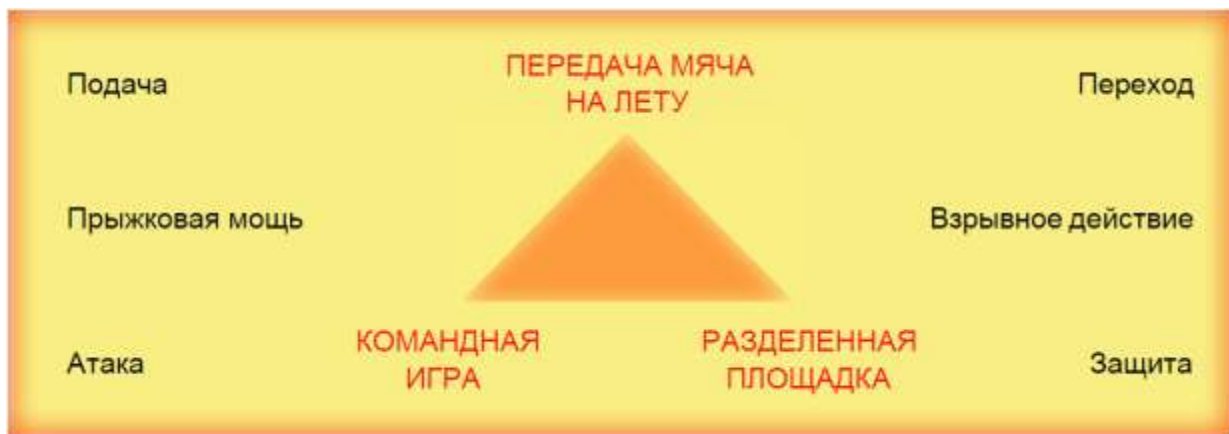 Подача
ПЕРЕДАЧА МЯЧА
НА ЛЕТУ
Переход
Прыжковая мощь
Взрывное действие
Атака
КОМАНДНАЯ
ИГРА
РАЗДЕЛЕННАЯ
ПЛОЩАДКА
Защита